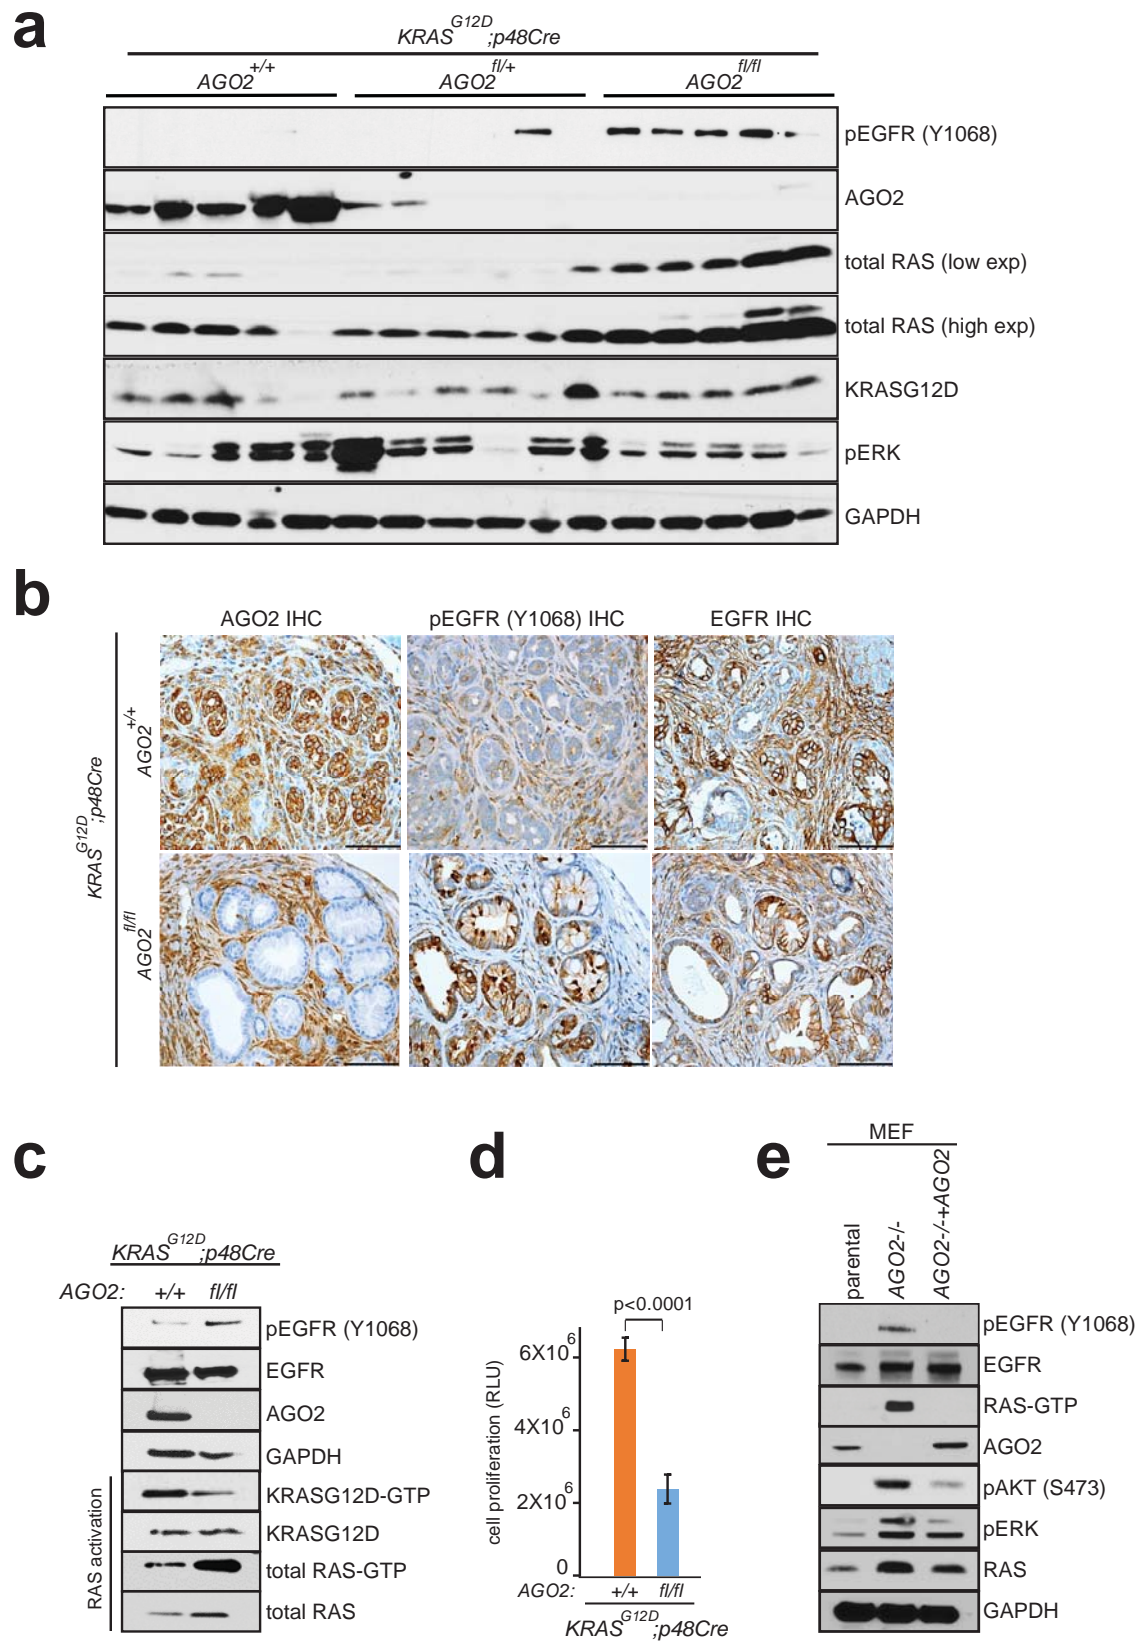 a
KRASG12D;p48Cre
AGO2+/+ AGO2fl/+ AGO2fl/fl
pEGFR (Y1068)
AGO2
total RAS (low exp)
total RAS (high exp)
KRASG12D
pERK
GAPDH
b
AGO2 IHC pEGFR (Y1068) IHC EGFR IHC
KRASG12D;p48Cre
AGO2+/+
AGO2fl/fl
c
KRASG12D;p48Cre
AGO2: +/+ fl/fl
pEGFR (Y1068)
EGFR
AGO2
GAPDH
RAS activation
KRASG12D-GTP
KRASG12D
total RAS-GTP
total RAS
d
p<0.0001
cell proliferation (RLU)
6X106
4X106
2X106
0
AGO2: +/+ fl/fl
KRASG12D;p48Cre
e
MEF
parental
AGO2-/-
AGO2-/-+AGO2
pEGFR (Y1068)
EGFR
RAS-GTP
AGO2
pAKT (S473)
pERK
RAS
GAPDH